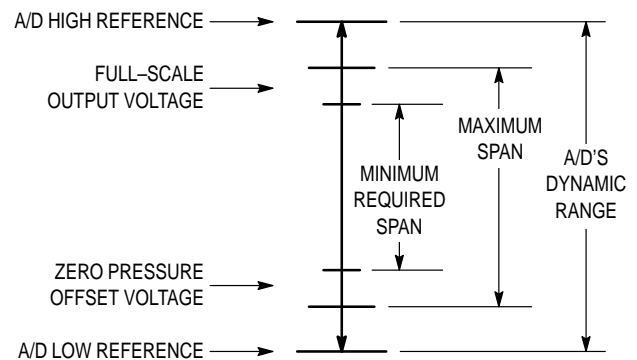 A/D HIGH REFERENCE
FULL–SCALE
OUTPUT VOLTAGE
MAXIMUM
SPAN
MINIMUM
REQUIRED
SPAN
A/D'S
DYNAMIC
RANGE
ZERO PRESSURE
OFFSET VOLTAGE
A/D LOW REFERENCE